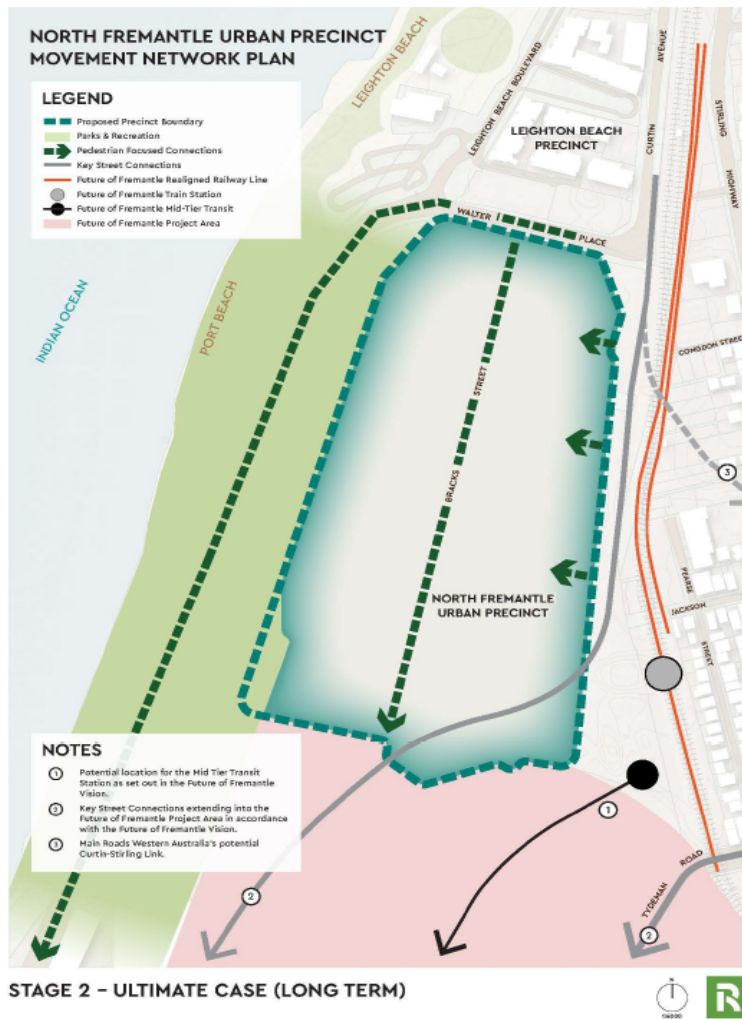 NORTH FREMANTLE URBAN PRECINCT
MOVEMENT NETWORK PLAN
LEGEND
Proposed Precinct Boundary
Parks & Recreation
Pedestrian Focused Connections
Key Street Connections
Future of Fremantle Realigned Railway Line
Future of Fremantle Train Station
Future of Fremantle Mid-Tier Transit
Future of Fremantle Project Area
LEIGHTON BEACH
LEIGHTON BEACH BOULEVARD
LEIGHTON BEACH
PRECINCT
CURTIN
AVENUE
STIRLING
HIGHWAY
WALTER
PLACE
INDIAN OCEAN
PORT BEACH
CONGDON STREET
STREET
BRACKS
3
NORTH FREMANTLE
URBAN PRECINCT
PEARSE
JACKSON
STREET
NOTES
1 Potential location for the Mid Tier Transit
Station as set out in the Future of Fremantle
Vision.
2 Key Street Connections extending into the
Future of Fremantle Project Area in accordance
with the Future of Fremantle Vision.
3 Main Roads Western Australia's potential
Curtin-Stirling Link.
1
2
TYDEMAN
ROAD
2
STAGE 2 – ULTIMATE CASE (LONG TERM)
N
1:6000
R